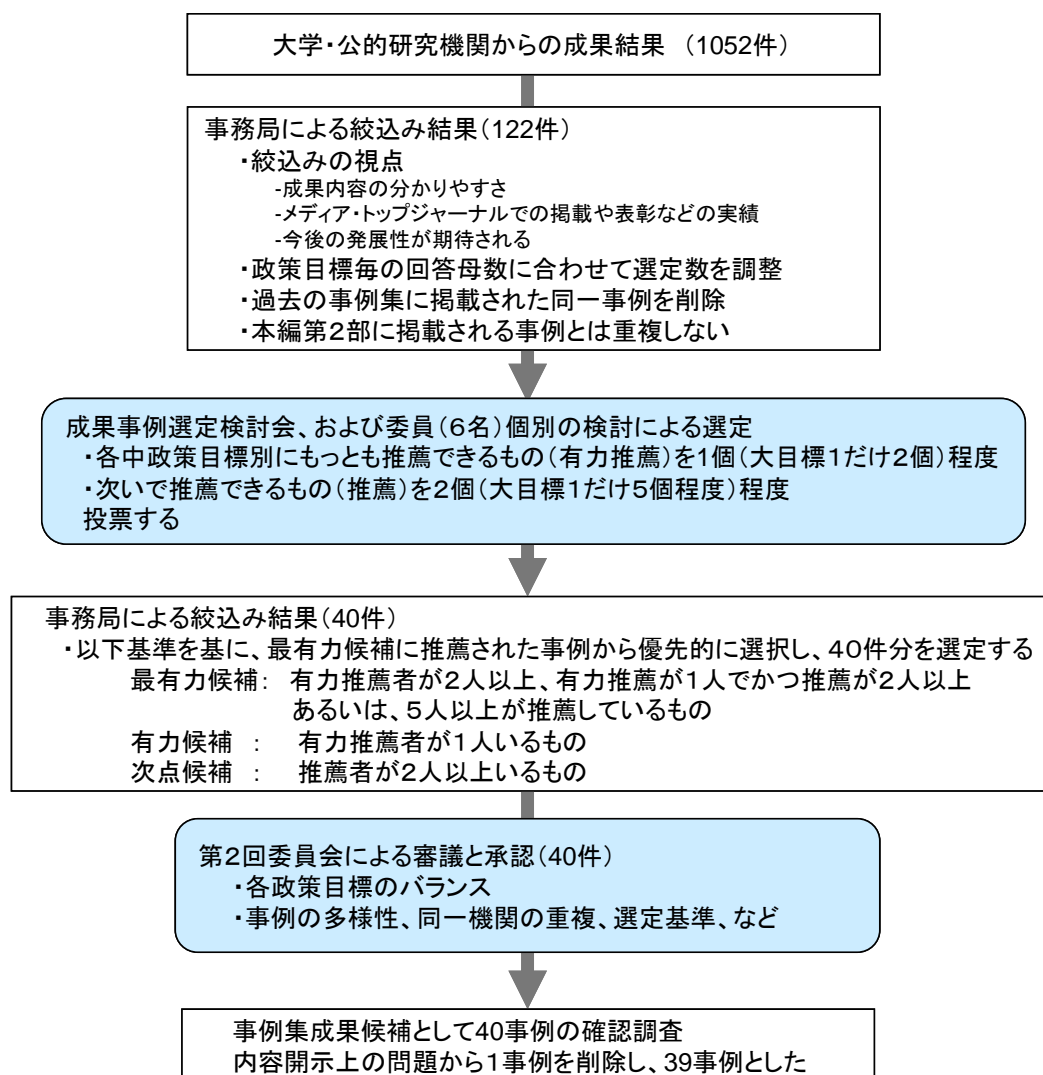 大学・公的研究機関からの成果結果 （1052件）
事務局による絞込み結果（122件）
・絞込みの視点
-成果内容の分かりやすさ
-メディア・トップジャーナルでの掲載や表彰などの実績
-今後の発展性が期待される
・政策目標毎の回答母数に合わせて選定数を調整
・過去の事例集に掲載された同一事例を削除
・本編第２部に掲載される事例とは重複しない
成果事例選定検討会、および委員（６名）個別の検討による選定
・各中政策目標別にもっとも推薦できるもの（有力推薦）を1個（大目標１だけ２個）程度
・次いで推薦できるもの（推薦）を２個（大目標１だけ５個程度）程度
投票する
事務局による絞込み結果（40件）
・以下基準を基に、最有力候補に推薦された事例から優先的に選択し、４０件分を選定する
最有力候補： 有力推薦者が２人以上、有力推薦が１人でかつ推薦が２人以上
あるいは、５人以上が推薦しているもの
有力候補 ： 有力推薦者が１人いるもの
次点候補 ： 推薦者が２人以上いるもの
第２回委員会による審議と承認（40件）
・各政策目標のバランス
・事例の多様性、同一機関の重複、選定基準、など
事例集成果候補として40事例の確認調査
内容開示上の問題から１事例を削除し、39事例とした